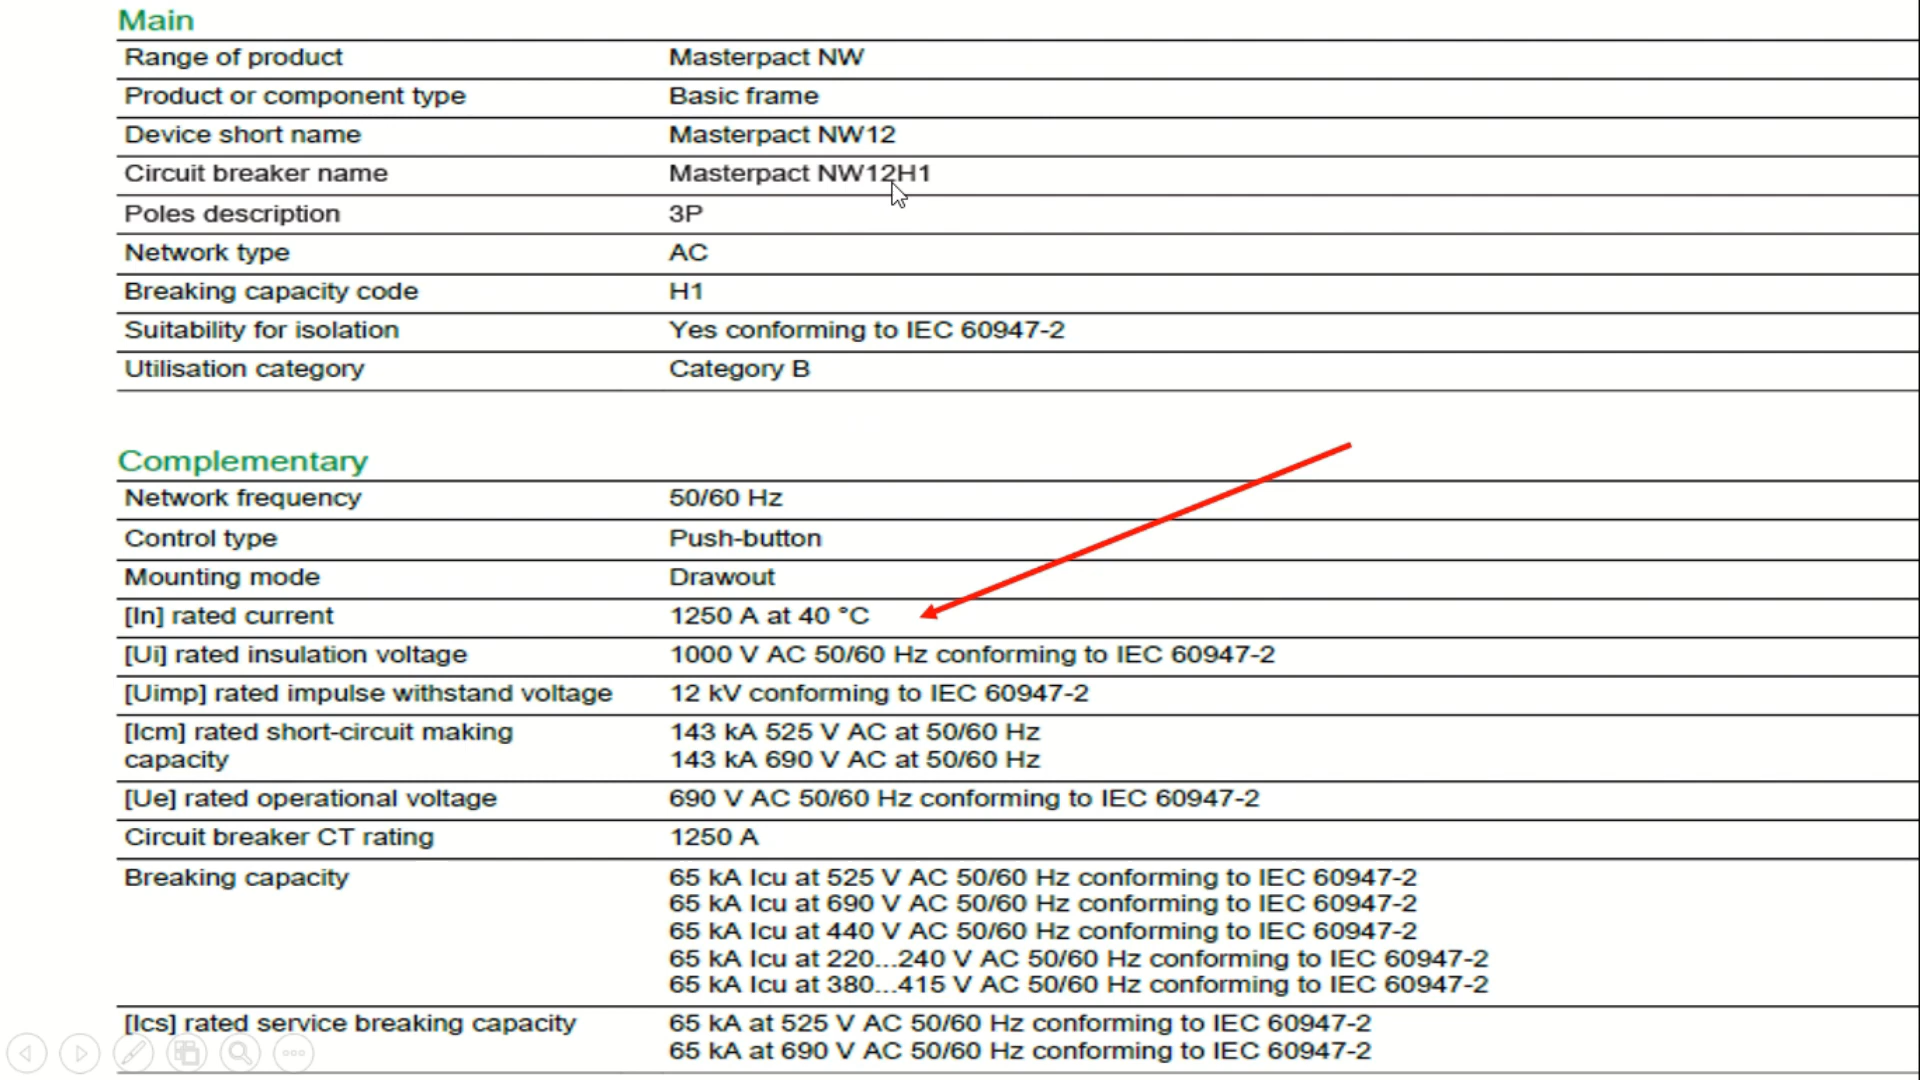 Main
Range of product Masterpact NW
Product or component type Basic frame
Device short name Masterpact NW12
Circuit breaker name Masterpact NW12H1
Poles description 3P
Network type AC
Breaking capacity code H1
Suitability for isolation Yes conforming to IEC 60947-2
Utilisation category Category B
Complementary
Network frequency 50/60 Hz
Control type Push-button
Mounting mode Drawout
[In] rated current 1250 A at 40 °C
[Ui] rated insulation voltage 1000 V AC 50/60 Hz conforming to IEC 60947-2
[Uimp] rated impulse withstand voltage 12 kV conforming to IEC 60947-2
[Icm] rated short-circuit making 143 kA 525 V AC at 50/60 Hz
capacity 143 kA 690 V AC at 50/60 Hz
[Ue] rated operational voltage 690 V AC 50/60 Hz conforming to IEC 60947-2
Circuit breaker CT rating 1250 A
Breaking capacity 65 kA Icu at 525 V AC 50/60 Hz conforming to IEC 60947-2
65 kA Icu at 690 V AC 50/60 Hz conforming to IEC 60947-2
65 kA Icu at 440 V AC 50/60 Hz conforming to IEC 60947-2
65 kA Icu at 220...240 V AC 50/60 Hz conforming to IEC 60947-2
65 kA Icu at 380...415 V AC 50/60 Hz conforming to IEC 60947-2
[Ics] rated service breaking capacity 65 kA at 525 V AC 50/60 Hz conforming to IEC 60947-2
65 kA at 690 V AC 50/60 Hz conforming to IEC 60947-2